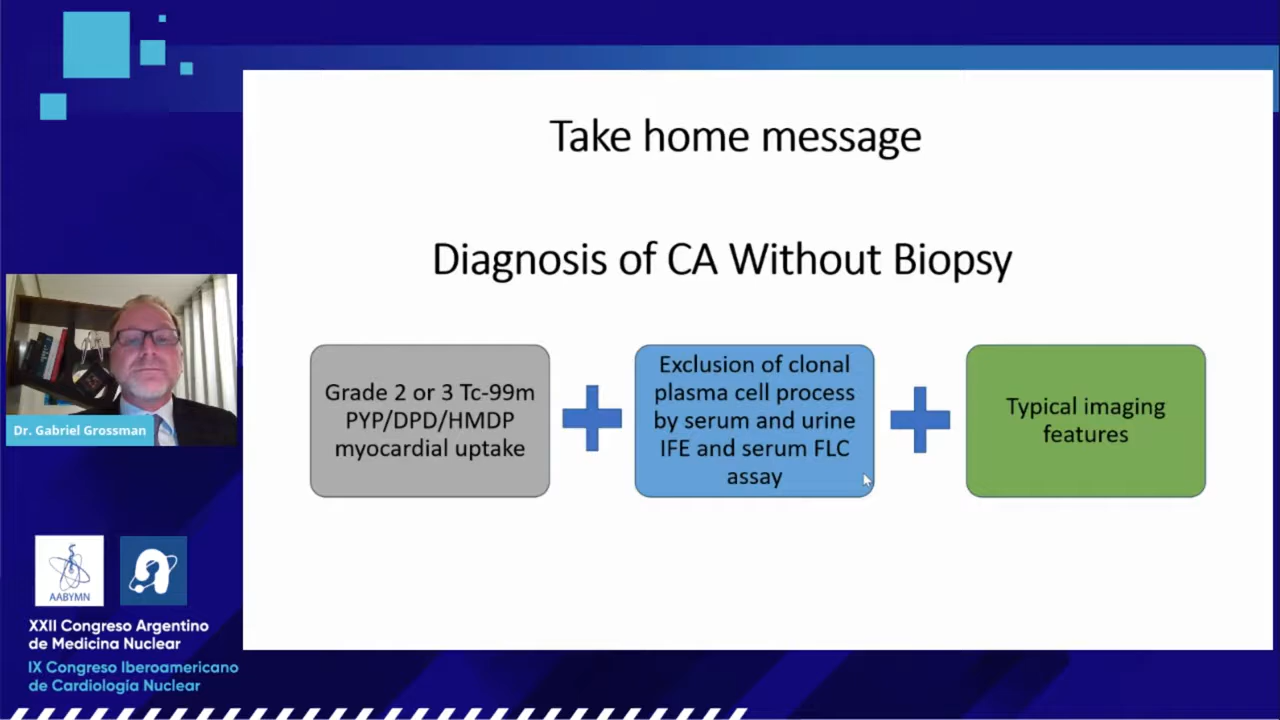 Take home message
Diagnosis of CA Without Biopsy
Grade 2 or 3 Tc-99m
PYP/DPD/HMDP
myocardial uptake
Exclusion of clonal
plasma cell process
by serum and urine
IFE and serum FLC
assay
Typical imaging
features
Dr. Gabriel Grossman
AABYMN
XXII Congreso Argentino
de Medicina Nuclear
IX Congreso Iberoamericano
de Cardiología Nuclear